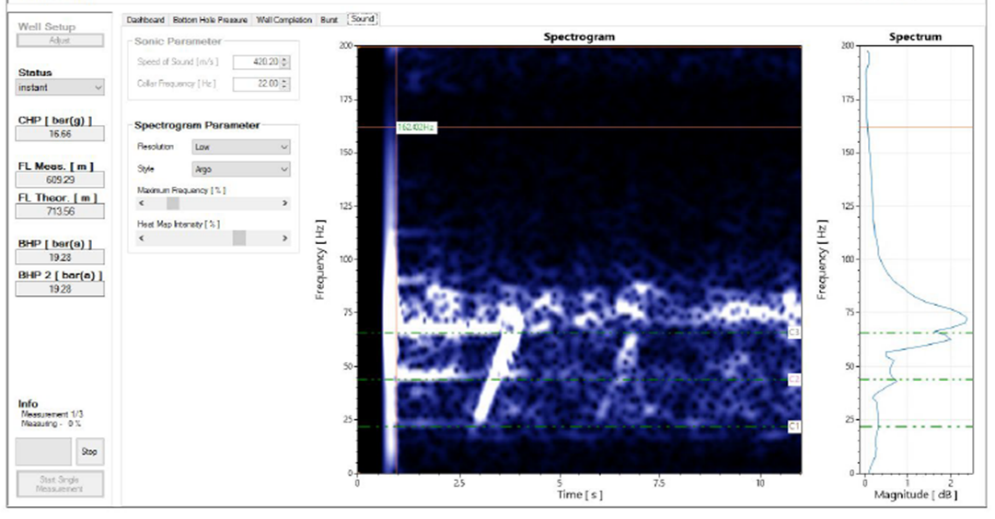 Dashboard Bottom Hole Pressure Well Completion Burst Sound
Well Setup
Adjust
Status
instant
CHP [ bar(g) ]
16.66
FL Meas. [ m ]
609.29
FL Theor. [ m ]
713.56
BHP [ bar(a) ]
19.28
BHP 2 [ bar(a) ]
19.28
Info
Measurement 1/3
Measuring - 0 %
Stop
Start Single
Measurement
Sonic Parameter
Speed of Sound [m/s] 420.20
Collar Frequency [ Hz ] 22.00
Spectrogram Parameter
Resolution Low
Style Argo
Maximum Frequency [ % ]
Heat Map Intensity [ % ]
Spectrogram
Frequency [ Hz ]
200
175
150
125
100
75
50
25
0
162.02Hz
C3
C2
C1
0 2.5 5 7.5 10
Time [ s ]
Spectrum
Frequency [ Hz ]
200
175
150
125
100
75
50
25
0
0 1 2
Magnitude [ dB ]